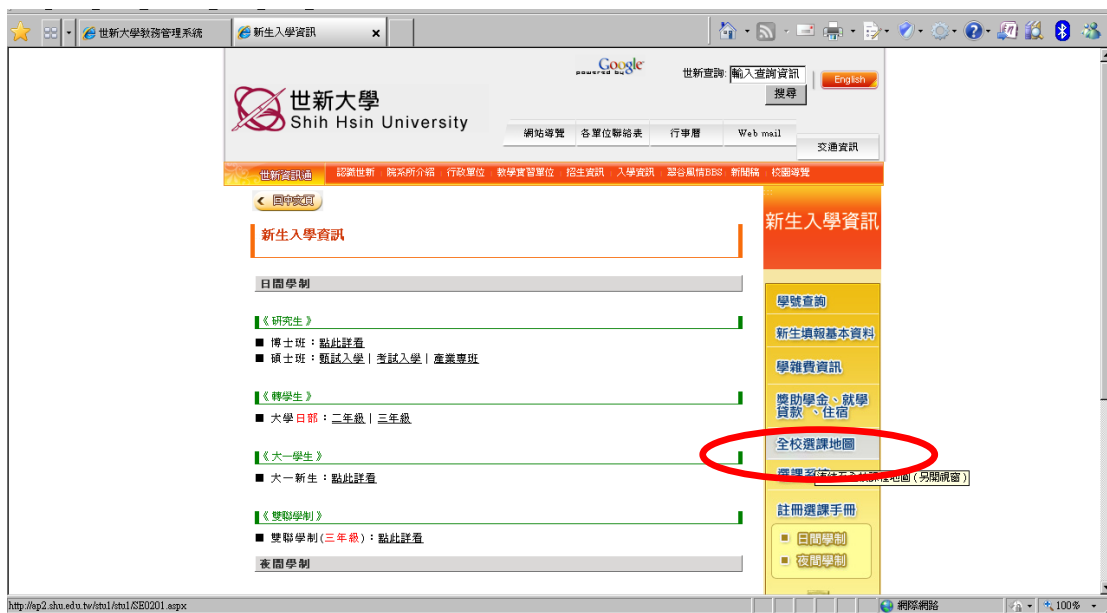 世新大學教務管理系統
新生入學資訊
powered by Google
世新查詢: 輸入查詢資訊
搜尋
English
世新大學
Shih Hsin University
網站導覽 各單位聯絡表 行事曆 Web mail
交通資訊
世新資訊通
認識世新 院系所介紹 行政單位 教學實習單位 招生資訊 入學資訊 翠谷風情BBS 新聞稿 校園導覽
回中文頁
新生入學資訊
新生入學資訊
日間學制
《 研究生 》
■ 博士班：點此詳看
■ 碩士班：甄試入學 | 考試入學 | 產業專班
《 轉學生 》
■ 大學日部：二年級 | 三年級
《 大一學生 》
■ 大一新生：點此詳看
《 雙聯學制 》
■ 雙聯學制(三年級)：點此詳看
夜間學制
學號查詢
新生填報基本資料
學雜費資訊
獎助學金、就學
貸款、住宿
全校選課地圖
(另開視窗)
註冊選課手冊
日間學制
夜間學制
http://ap2.shu.edu.tw/stu1/stu1/SE0201.aspx
網際網路
100%